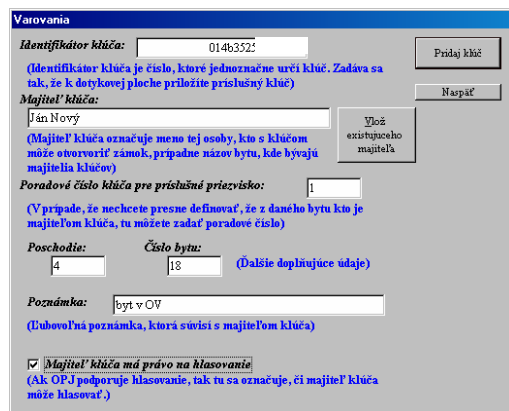 Varovania
Identifikátor kľúča: 014b3525
Pridaj kľúč
(Identifikátor kľúča je číslo, ktoré jednoznačne určí kľúč. Zadáva sa
tak, že k dotykovej ploche priložíte príslušný kľúč)
Naspäť
Majiteľ kľúča:
Ján Nový
Vlož
existujuceho
majiteľa
(Majiteľ kľúča označuje meno tej osoby, kto s kľúčom
môže otvorvoriť zámok, prípadne názov bytu, kde bývajú
majitelia kľúčov)
Poradové číslo kľúča pre príslušné priezvisko: 1
(V prípade, že nechcete presne definovať, že z daného bytu kto je
majiteľom kľúča, tu môžete zadať poradové číslo)
Poschodie: Číslo bytu:
4 18 (Ďalšie doplňujúce údaje)
Poznámka: byt v OV
(Ľubovoľná poznámka, ktorá súvisí s majiteľom kľúča)
Majiteľ kľúča má právo na hlasovanie
(Ak OPJ podporuje hlasovanie, tak tu sa označuje, či majiteľ kľúča
môže hlasovať.)